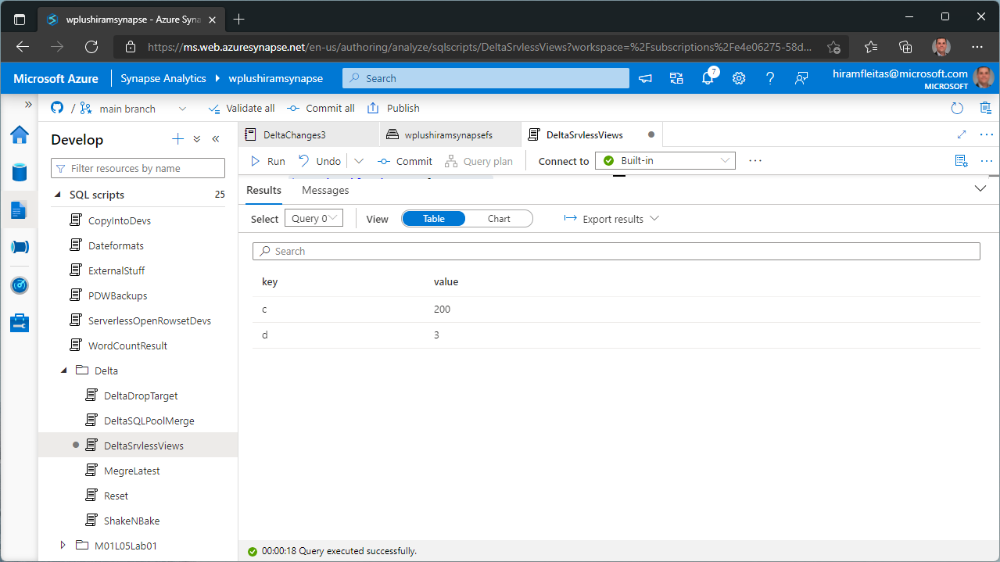 wplushiramsynapse - Azure Syna
https://ms.web.azuresynapse.net/en-us/authoring/analyze/sqlscripts/DeltaSrvlessViews?workspace=%2Fsubscriptions%2Fe4e06275-58d...
Microsoft Azure
Synapse Analytics
wplushiramsynapse
Search
7
hiramfleitas@microsoft.com
MICROSOFT
/ main branch
Validate all
Commit all
Publish
Develop
Filter resources by name
SQL scripts 25
CopyIntoDevs
Dateformats
ExternalStuff
PDWBackups
ServerlessOpenRowsetDevs
WordCountResult
Delta
DeltaDropTarget
DeltaSQLPoolMerge
DeltaSrvlessViews
MegreLatest
Reset
ShakeNBake
M01L05Lab01
DeltaChanges3
wplushiramsynapsefs
DeltaSrvlessViews
Run
Undo
Commit
Query plan
Connect to
Built-in
Results
Messages
Select
Query 0
View
Table
Chart
Export results
Search
key value
c 200
d 3
00:00:18 Query executed successfully.